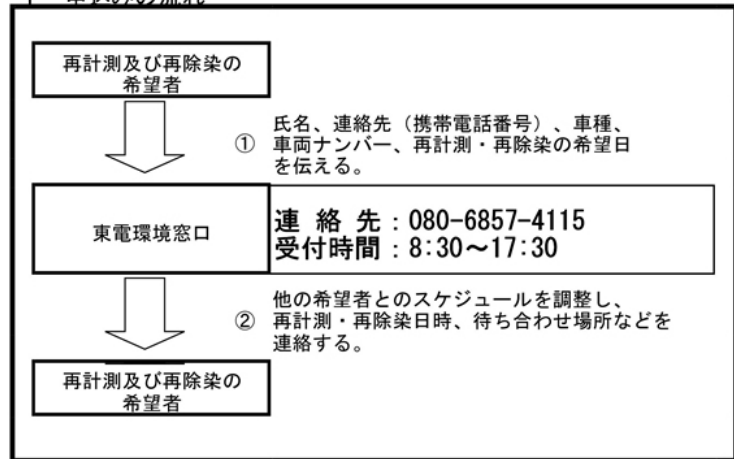 再計測及び再除染の
希望者
① 氏名、連絡先（携帯電話番号）、車種、
車両ナンバー、再計測・再除染の希望日
を伝える。
東電環境窓口
連 絡 先：080-6857-4115
受付時間：8:30～17:30
② 他の希望者とのスケジュールを調整し、
再計測・再除染日時、待ち合わせ場所などを
連絡する。
再計測及び再除染の
希望者